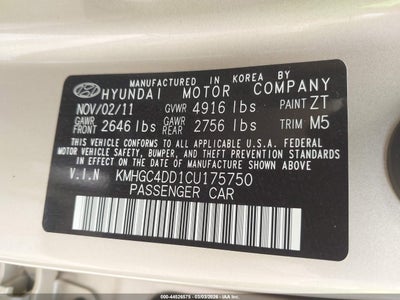 MANUFACTURED IN KOREA BY
HYUNDAI MOTOR COMPANY
NOV/02/11 GVWR 4916 lbs PAINT ZT
GAWR FRONT 2646 lbs GAWR REAR 2756 lbs TRIM M5
THIS VEHICLE CONFORMS TO ALL APPLICABLE U.S.A FEDERAL
MOTOR VEHICLE SAFETY, BUMPER, AND THEFT PREVENTION
STANDARDS IN EFFECT ON THE DATE OF MANUFACTURE SHOWN ABOVE.
V.I.N KMHGC4DD1CU175750
PASSENGER CAR